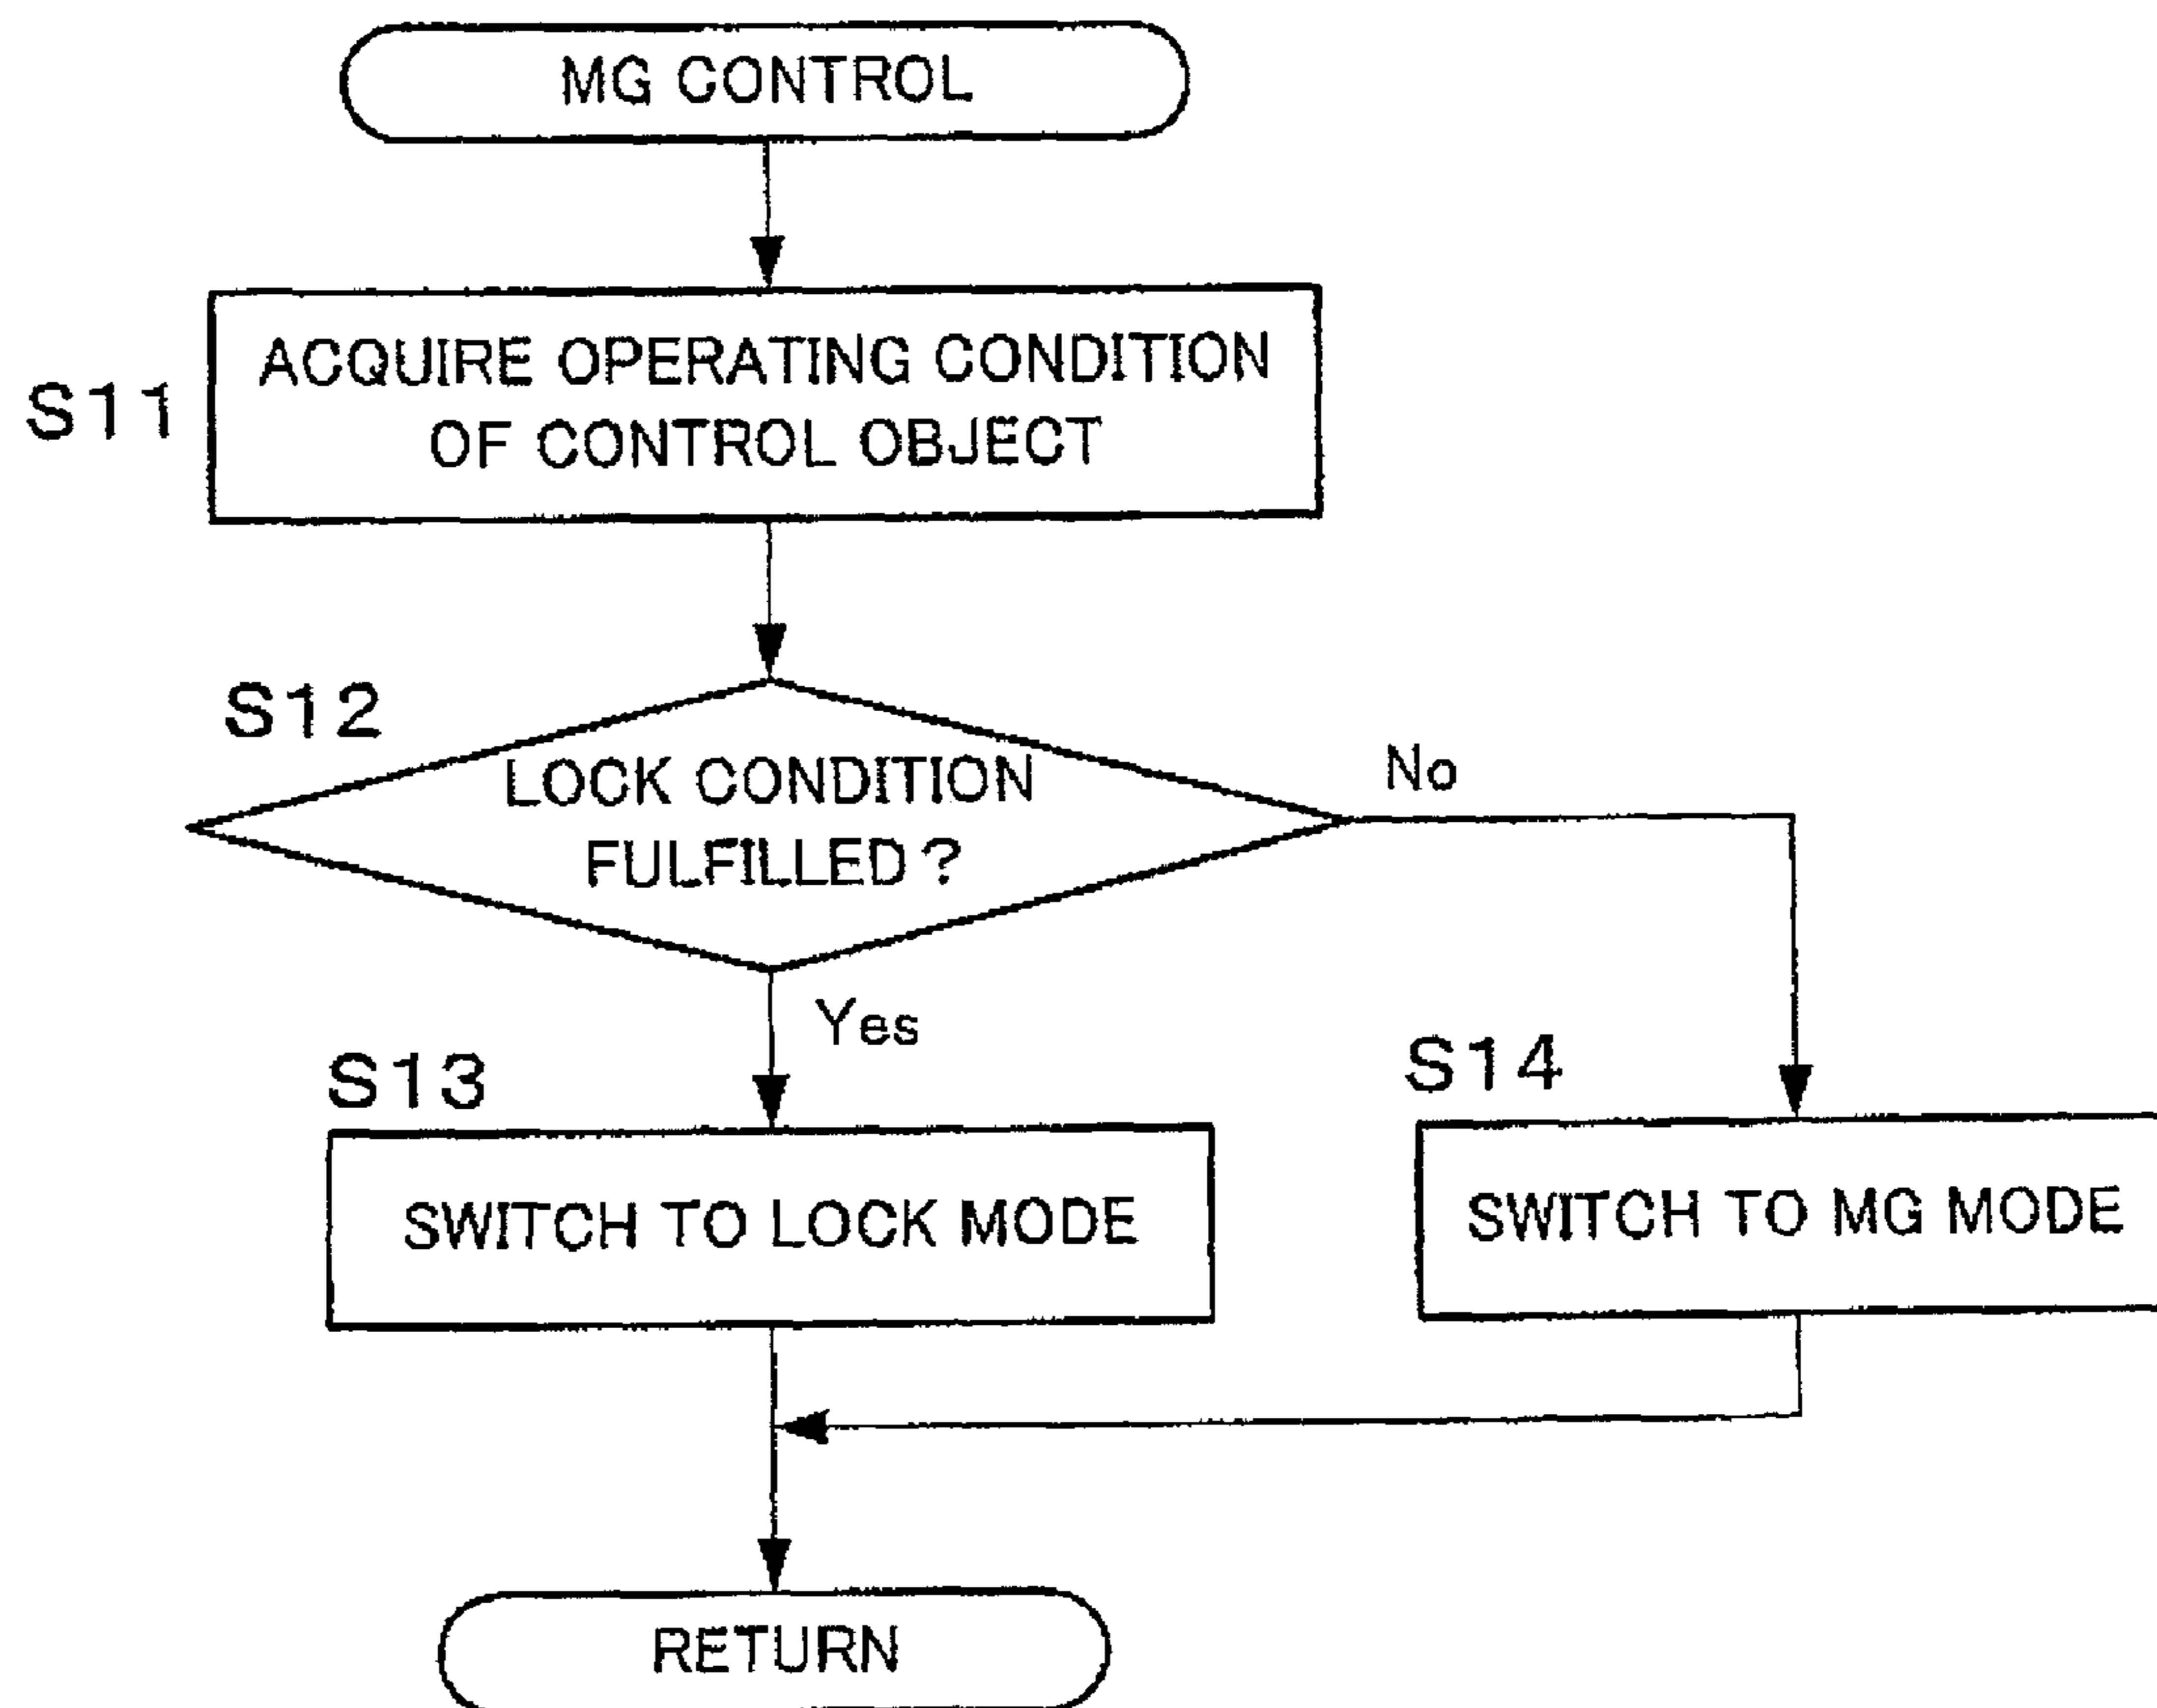 MG CONTROL
S11
ACQUIRE OPERATING CONDITION
OF CONTROL OBJECT
S12
LOCK CONDITION
FULFILLED?
No
Yes
S13
SWITCH TO LOCK MODE
S14
SWITCH TO MG MODE
RETURN